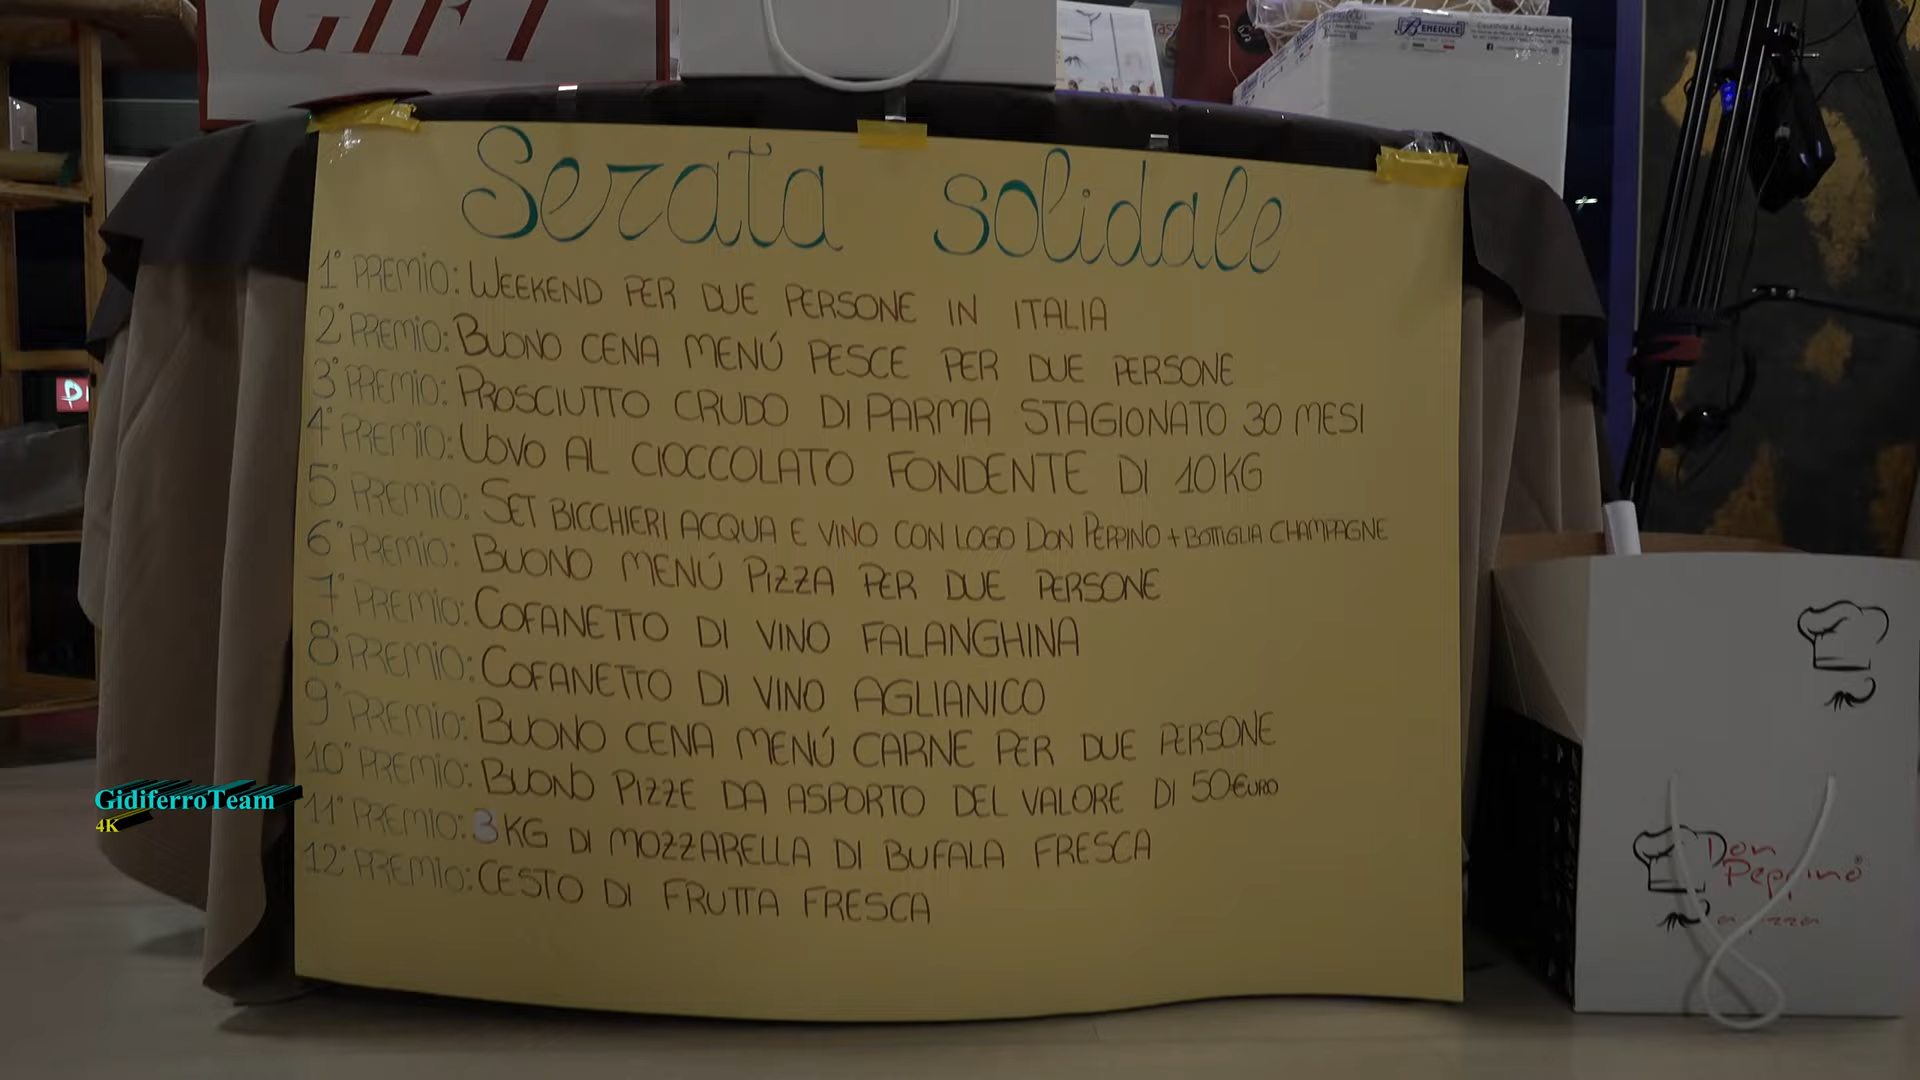 GIFT
BENEDUCE
Serata solidale
1° PREMIO: WEEKEND PER DUE PERSONE IN ITALIA
2° PREMIO: BUONO CENA MENÚ PESCE PER DUE PERSONE
3° PREMIO: PROSCIUTTO CRUDO DI PARMA STAGIONATO 30 MESI
4° PREMIO: UOVO AL CIOCCOLATO FONDENTE DI 10KG
5° PREMIO: SET BICCHIERI ACQUA E VINO CON LOGO DON PEPPINO + BOTTIGLIA CHAMPAGNE
6° PREMIO: BUONO MENÚ PIZZA PER DUE PERSONE
7° PREMIO: COFANETTO DI VINO FALANGHINA
8° PREMIO: COFANETTO DI VINO AGLIANICO
9° PREMIO: BUONO CENA MENÚ CARNE PER DUE PERSONE
10° PREMIO: BUONO PIZZE DA ASPORTO DEL VALORE DI 50€URO
11° PREMIO: 3KG DI MOZZARELLA DI BUFALA FRESCA
12° PREMIO: CESTO DI FRUTTA FRESCA
GidiferroTeam
4K
Don
Peppino®